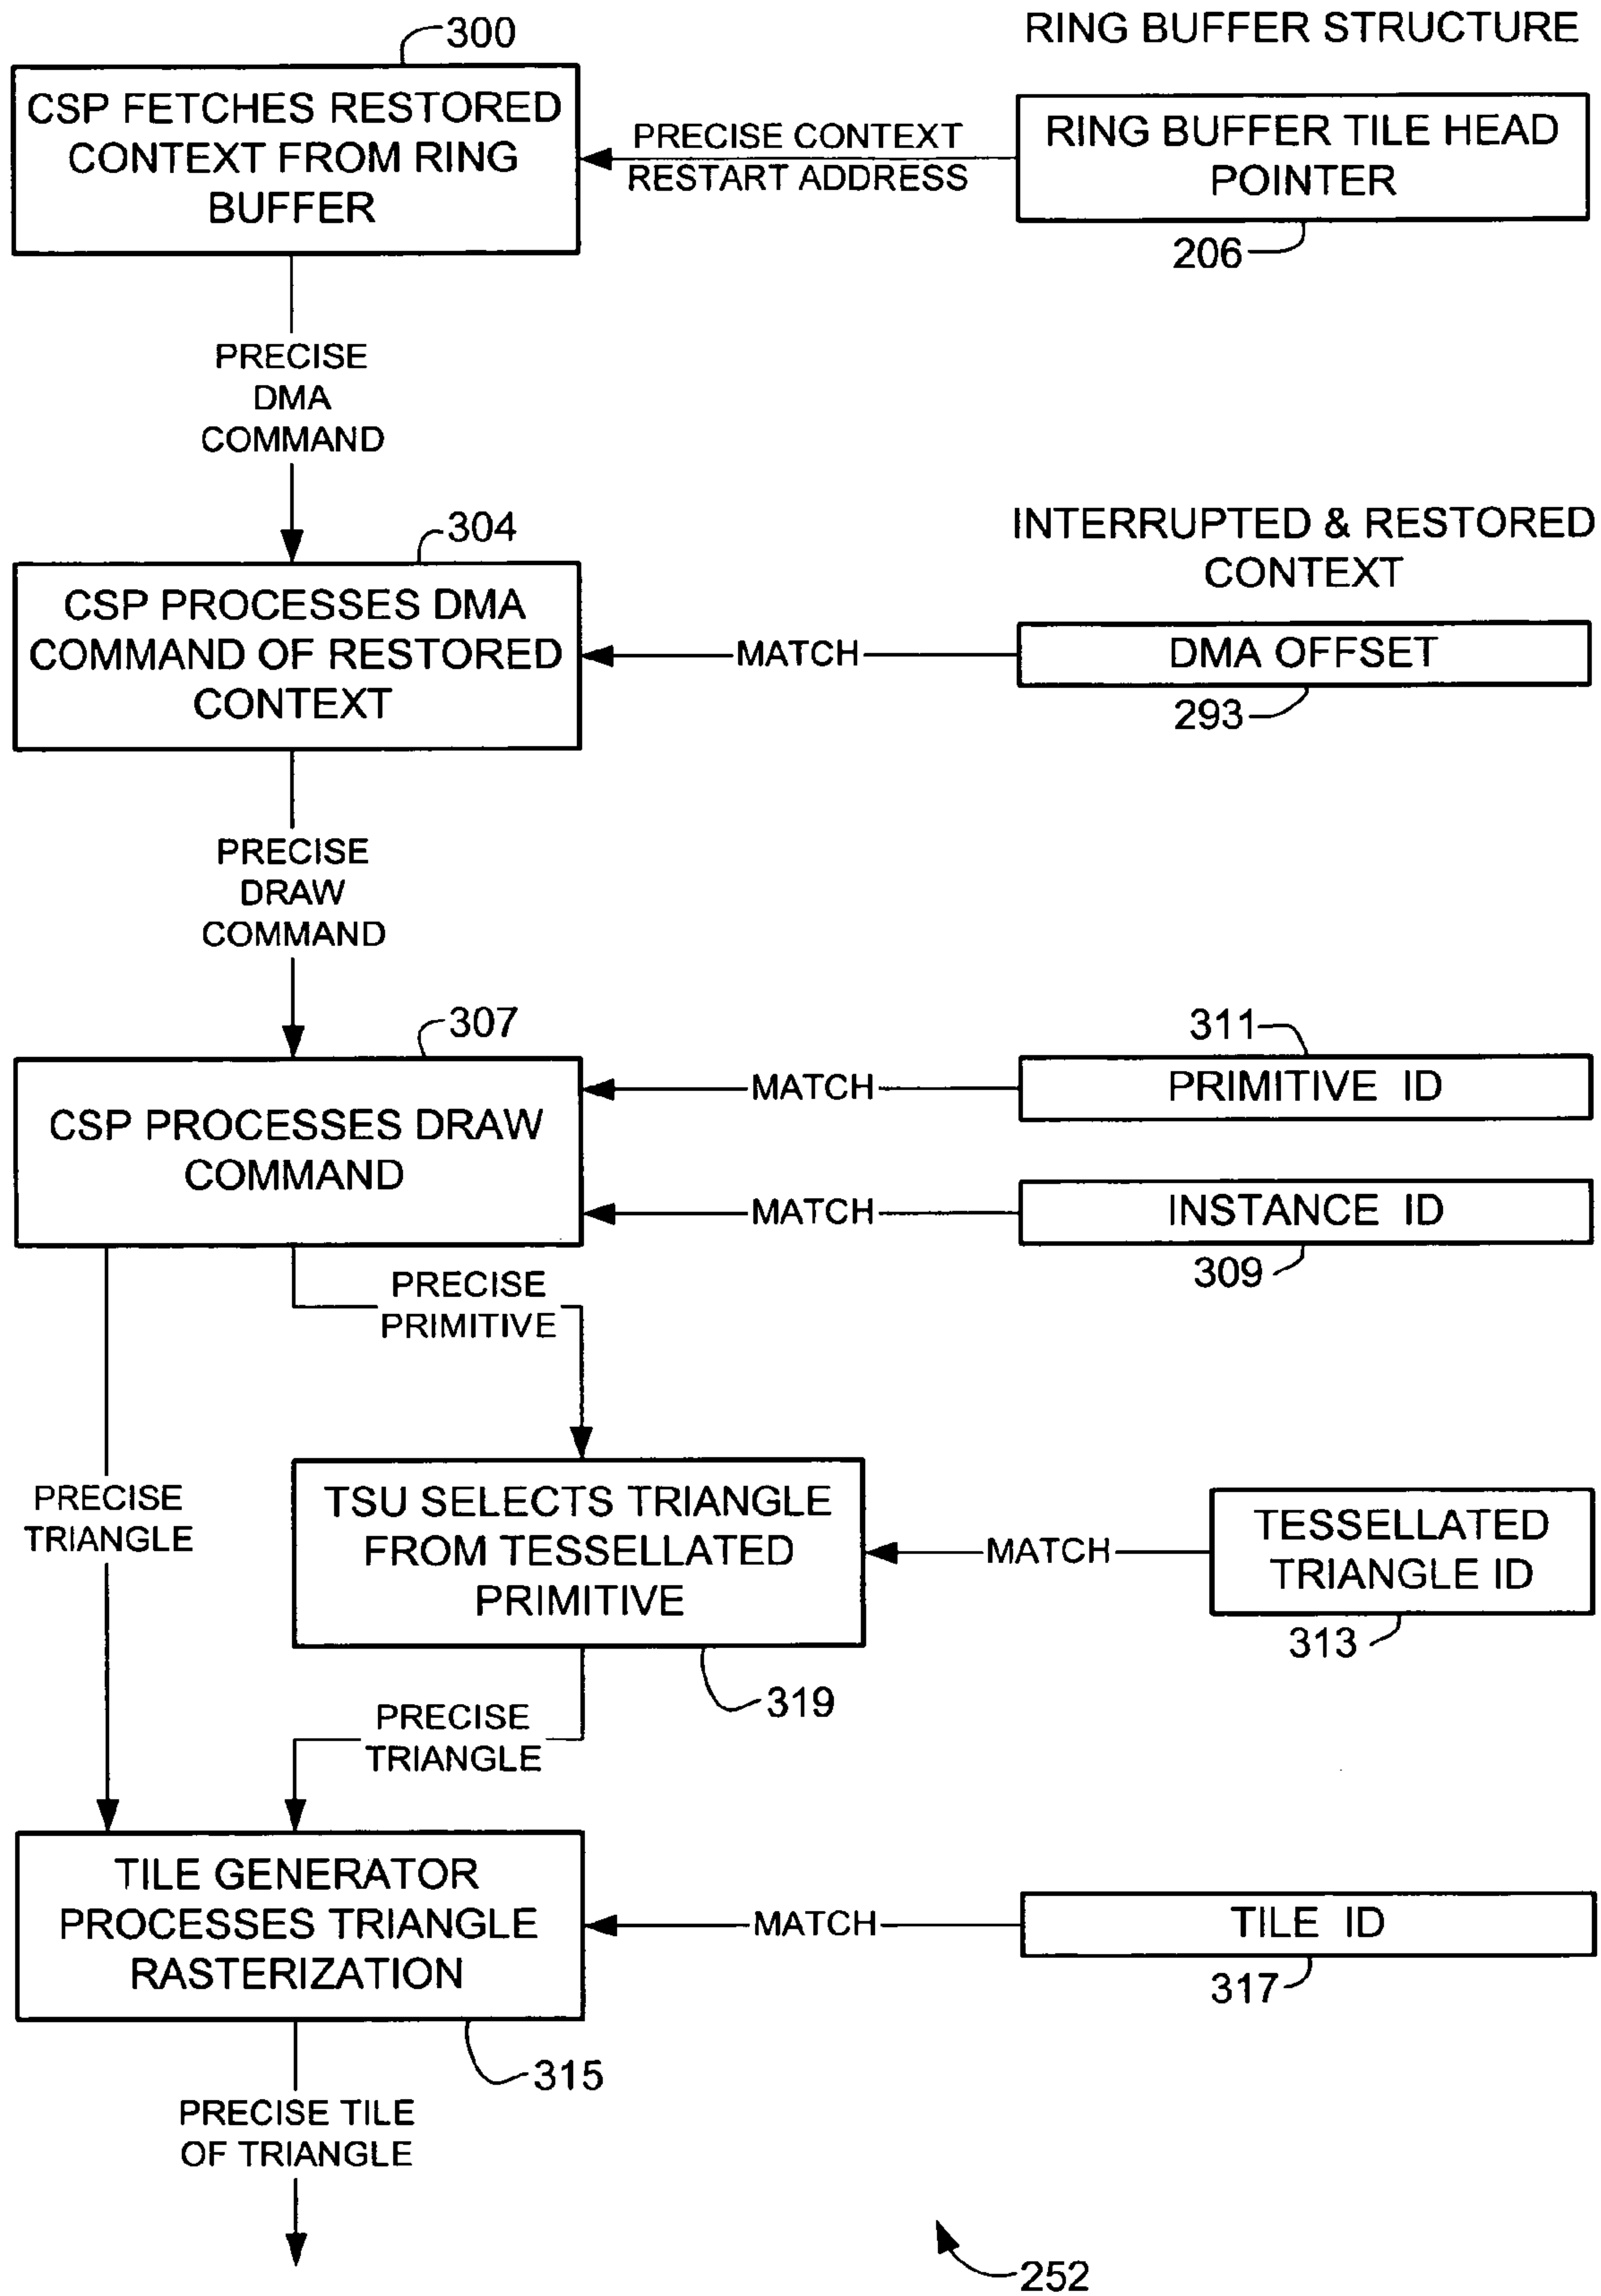 300
RING BUFFER STRUCTURE
CSP FETCHES RESTORED
CONTEXT FROM RING
BUFFER
PRECISE CONTEXT
RESTART ADDRESS
RING BUFFER TILE HEAD
POINTER
206
PRECISE
DMA
COMMAND
304
INTERRUPTED & RESTORED
CONTEXT
CSP PROCESSES DMA
COMMAND OF RESTORED
CONTEXT
MATCH
DMA OFFSET
293
PRECISE
DRAW
COMMAND
307
311
CSP PROCESSES DRAW
COMMAND
MATCH
PRIMITIVE ID
MATCH
INSTANCE ID
309
PRECISE
PRIMITIVE
PRECISE
TRIANGLE
TSU SELECTS TRIANGLE
FROM TESSELLATED
PRIMITIVE
MATCH
TESSELLATED
TRIANGLE ID
313
319
PRECISE
TRIANGLE
TILE GENERATOR
PROCESSES TRIANGLE
RASTERIZATION
MATCH
TILE ID
317
315
PRECISE TILE
OF TRIANGLE
252